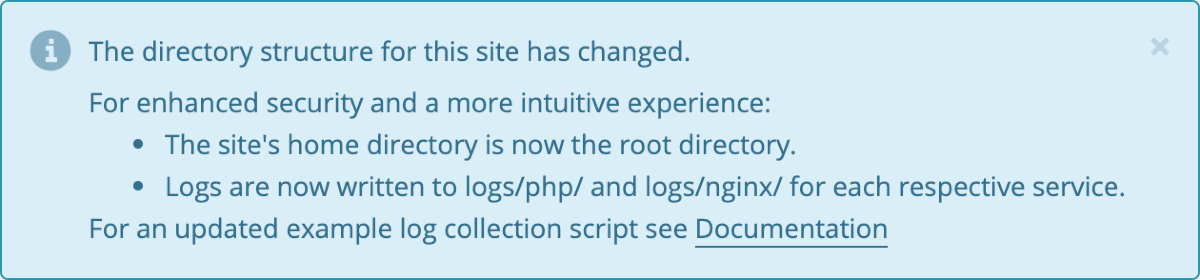 The directory structure for this site has changed.
For enhanced security and a more intuitive experience:
• The site's home directory is now the root directory.
• Logs are now written to logs/php/ and logs/nginx/ for each respective service.
For an updated example log collection script see Documentation